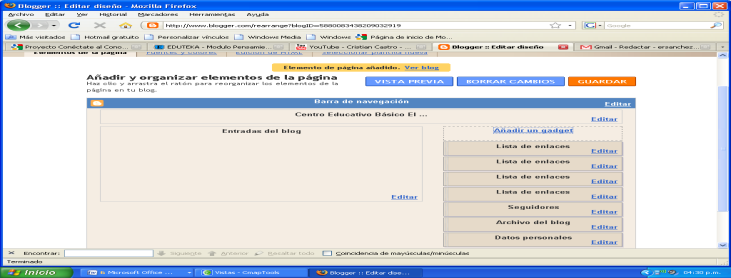 Blogger :: Editar diseño - Mozilla Firefox
Archivo Editar Ver Historial Marcadores Herramientas Ayuda
http://www.blogger.com/rearrange?blogID=5880083438209032919
Google
Más visitados Hotmail gratuito Personalizar vínculos Windows Media Windows Página de inicio de Mo...
Proyecto Conéctate al Cono... EDUTEKA - Modulo Pensamie... YouTube - Cristian Castro - ... Blogger :: Editar diseño Gmail - Redactar - ersanchez...
Elementos de la página
Elemento de página añadido. Ver blog
Añadir y organizar elementos de la página
Haz clic y arrastra el ratón para reorganizar los elementos de la
página en tu blog.
VISTA PREVIA BORRAR CAMBIOS GUARDAR
Barra de navegación
Editar
Centro Educativo Básico El ...
Editar
Entradas del blog
Editar
Añadir un gadget
Lista de enlaces
Editar
Lista de enlaces
Editar
Lista de enlaces
Editar
Lista de enlaces
Editar
Seguidores
Editar
Archivo del blog
Editar
Datos personales
Editar
Encontrar: Siguiente Anterior Resaltar todo Coincidencia de mayúsculas/minúsculas
Terminado
Inicio 6 Microsoft Office ... Vistas - CmapTools Blogger :: Editar dise... 04:30 p.m.